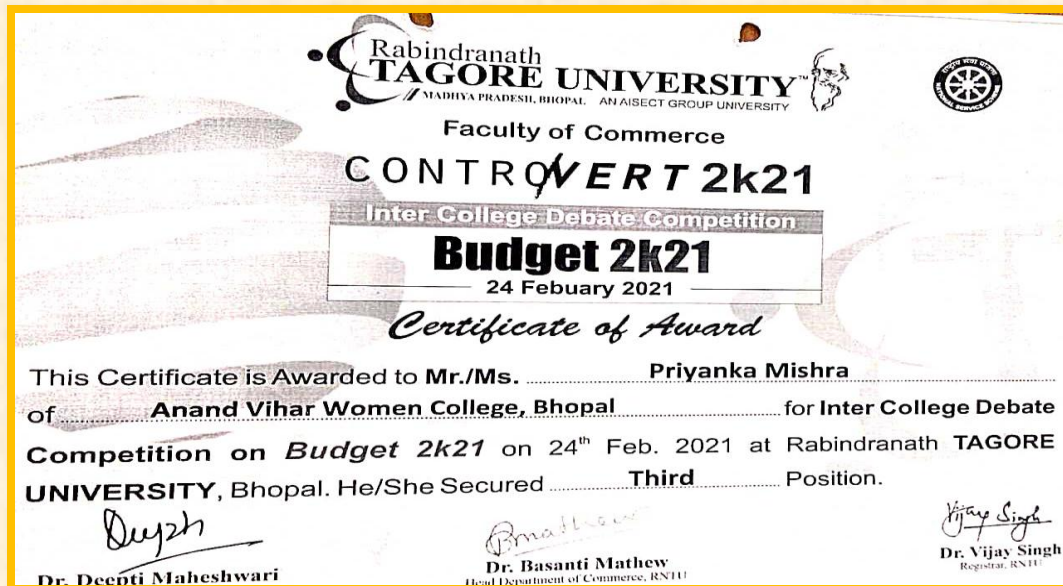 Rabindranath
TAGORE UNIVERSITY™
MADHYA PRADESH, BHOPAL AN AISECT GROUP UNIVERSITY
राष्ट्रीय सेवा योजना
NATIONAL SERVICE SCHEME
Faculty of Commerce
CONTROVERT 2k21
Inter College Debate Competition
Budget 2k21
24 Febuary 2021
Certificate of Award
This Certificate is Awarded to Mr./Ms. Priyanka Mishra
of Anand Vihar Women College, Bhopal for Inter College Debate
Competition on Budget 2k21 on 24th Feb. 2021 at Rabindranath TAGORE
UNIVERSITY, Bhopal. He/She Secured Third Position.
Vijay Singh
Dr. Deepti Maheshwari
Dr. Basanti Mathew
Head Department of Commerce, RNTU
Dr. Vijay Singh
Registrar, RNTU